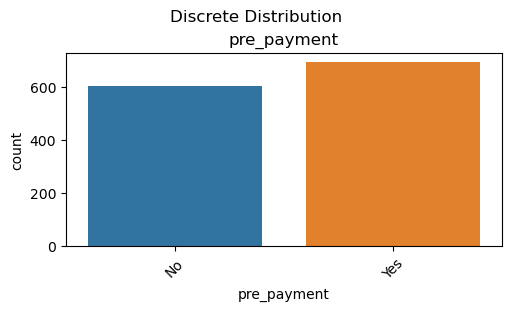 Discrete Distribution
pre_payment
600
400
200
0
count
No
Yes
pre_payment